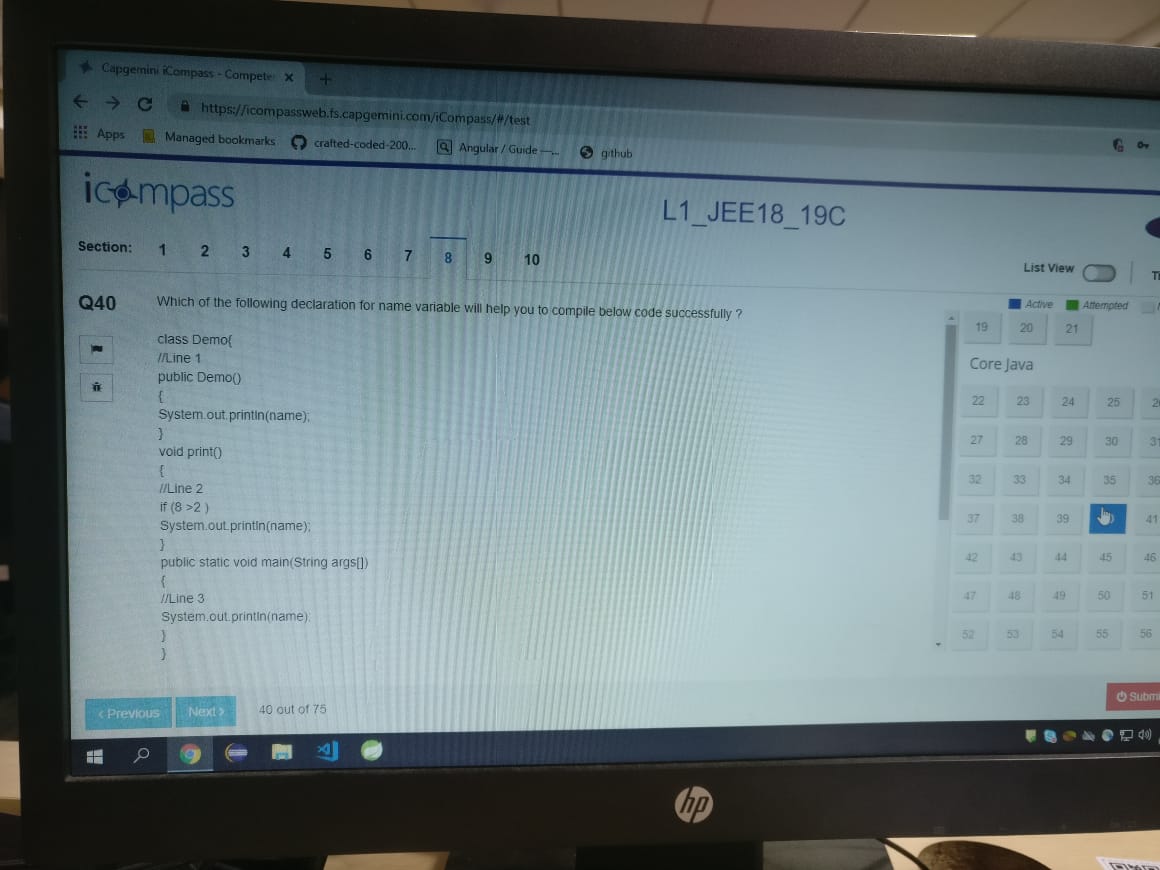 Capgemini iCompass - Compete
https://icompassweb.fs.capgemini.com/iCompass/#/test
Apps Managed bookmarks crafted-coded-200... Angular / Guide —... github
icompass
L1_JEE18_19C
Section: 1 2 3 4 5 6 7 8 9 10
List View
Active Attempted
Q40 Which of the following declaration for name variable will help you to compile below code successfully ?
class Demo{
//Line 1
public Demo()
{
System.out.println(name);
}
void print()
{
//Line 2
if (8 >2 )
System.out.println(name);
}
public static void main(String args[])
{
//Line 3
System.out.println(name);
}
}
19 20 21
Core Java
22 23 24 25
27 28 29 30
32 33 34 35 36
37 38 39 41
42 43 44 45 46
47 48 49 50 51
52 53 54 55 56
< Previous Next > 40 out of 75
Submi
hp